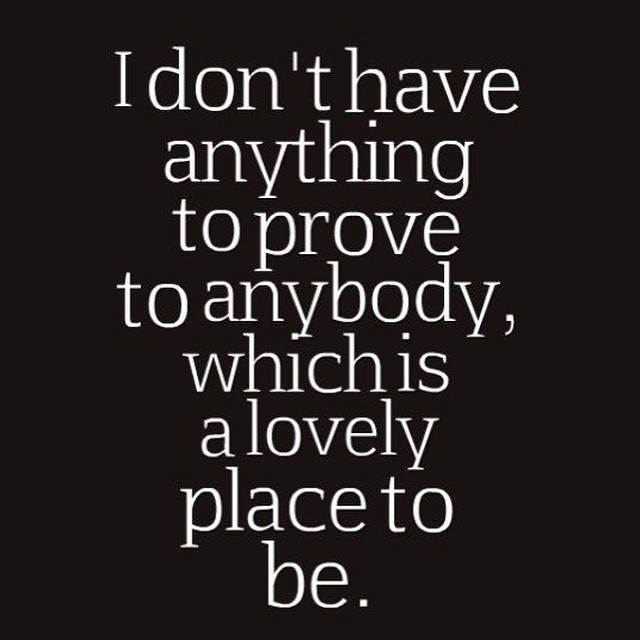 I don't have
anything
to prove
to anybody,
which is
a lovely
place to
be.